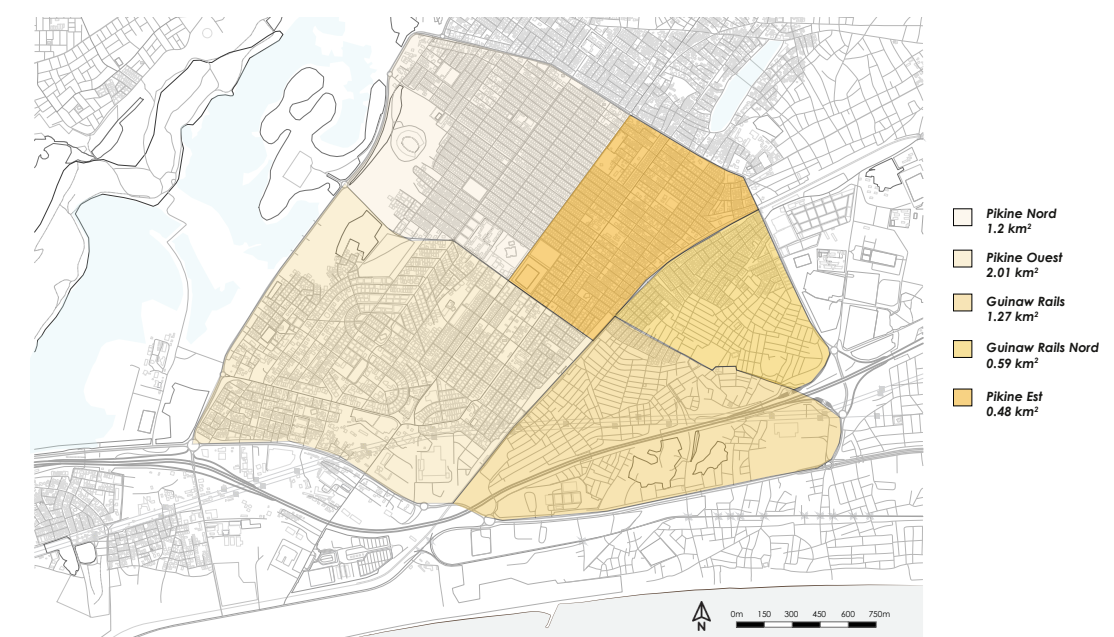 Pikine Nord
1.2 km²
Pikine Ouest
2.01 km²
Guinaw Rails
1.27 km²
Guinaw Rails Nord
0.59 km²
Pikine Est
0.48 km²
N
0m 150 300 450 600 750m